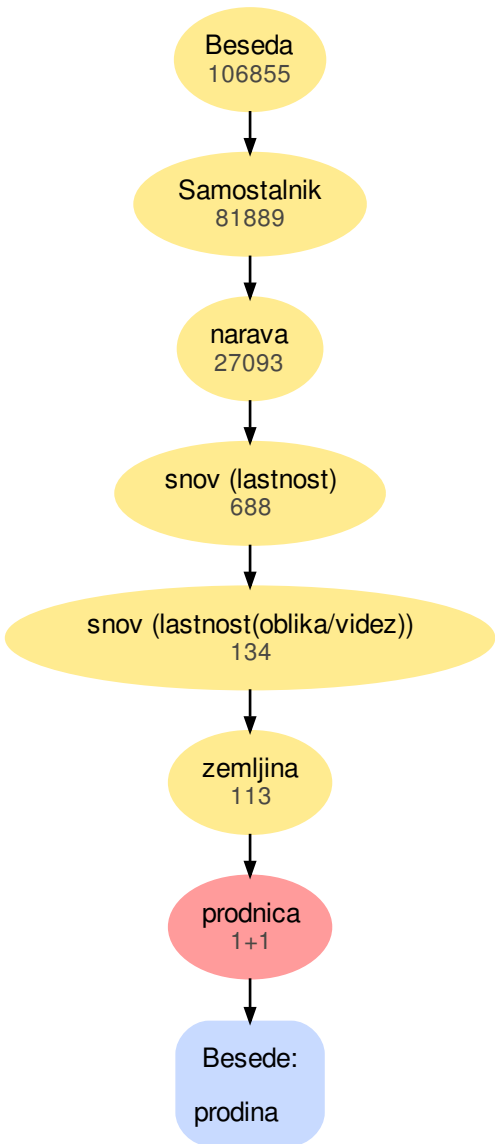 Beseda
106855
Samostalnik
81889
narava
27093
snov (lastnost)
688
snov (lastnost(oblika/videz))
134
zemljina
113
prodnica
1+1
Besede:
prodina